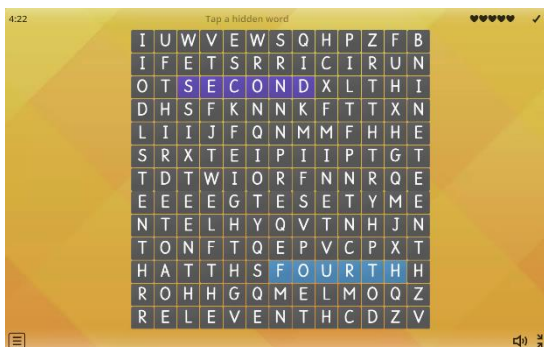 4:22 Tap a hidden word
I U W V E W S Q H P Z F B
I F E T S R R I C I R U N
O T S E C O N D X L T H I
D H S F K N N K F T T X N
L I I J F Q N M M F H H E
S R X T E I P I I P T G T
T D T W I O R F N N R Q E
E E E E G T E S E T Y M E
N T E L H Y Q V T N H J N
T O N F T Q E P V C P X T
H A T T H S F O U R T H H
R O H H G Q M E L M O Q Z
R E L E V E N T H C D Z V